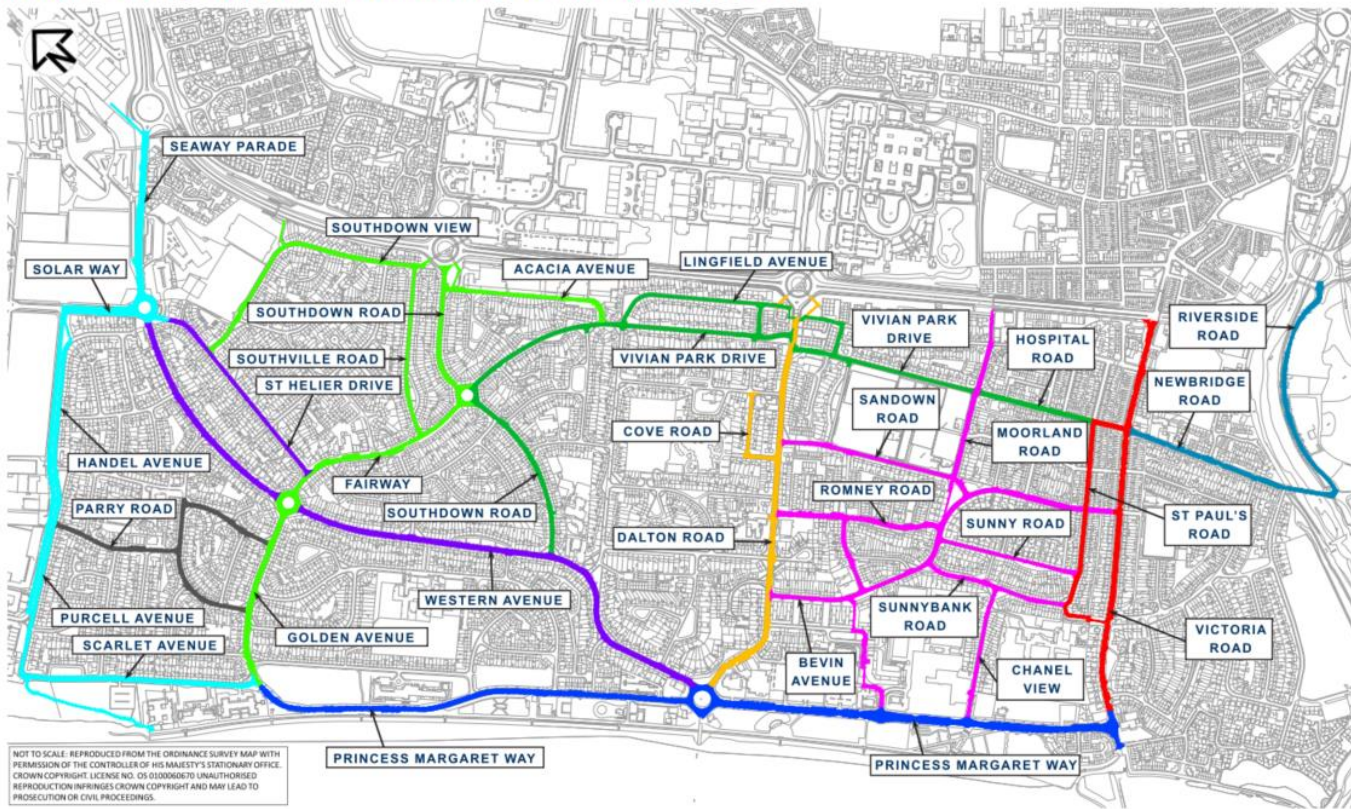 SEAWAY PARADE
SOUTHDOWN VIEW
SOLAR WAY
ACACIA AVENUE
LINGFIELD AVENUE
SOUTHDOWN ROAD
VIVIAN PARK
DRIVE
RIVERSIDE
ROAD
HOSPITAL
ROAD
SOUTHVILLE ROAD
VIVIAN PARK DRIVE
ST HELIER DRIVE
NEWBRIDGE
ROAD
SANDOWN
ROAD
COVE ROAD
MOORLAND
ROAD
HANDEL AVENUE
FAIRWAY
ROMNEY ROAD
PARRY ROAD
SOUTHDOWN ROAD
SUNNY ROAD
ST PAUL'S
ROAD
DALTON ROAD
WESTERN AVENUE
PURCELL AVENUE
SUNNYBANK
ROAD
GOLDEN AVENUE
VICTORIA
ROAD
SCARLET AVENUE
BEVIN
AVENUE
CHANEL
VIEW
PRINCESS MARGARET WAY
PRINCESS MARGARET WAY
NOT TO SCALE: REPRODUCED FROM THE ORDINANCE SURVEY MAP WITH
PERMISSION OF THE CONTROLLER OF HIS MAJESTY'S STATIONARY OFFICE.
CROWN COPYRIGHT. LICENSE NO. OS 0100060670 UNAUTHORISED
REPRODUCTION INFRINGES CROWN COPYRIGHT AND MAY LEAD TO
PROSECUTION OR CIVIL PROCEEDINGS.